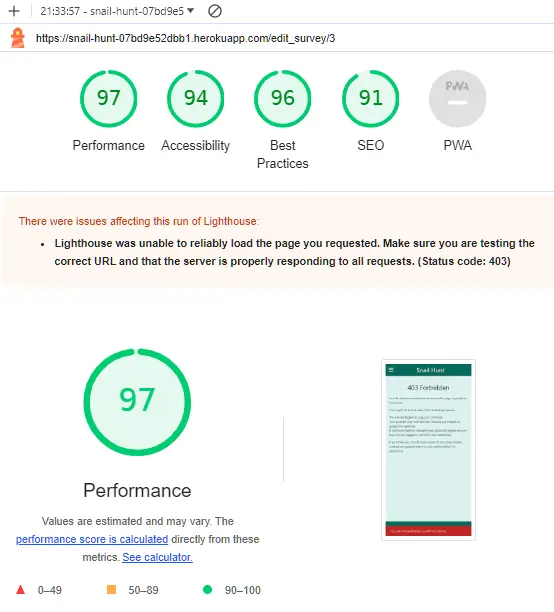 21:33:57 - snail-hunt-07bd9e5
https://snail-hunt-07bd9e52dbb1.herokuapp.com/edit_survey/3
97 94 96 91 PWA
Performance Accessibility Best Practices SEO PWA
There were issues affecting this run of Lighthouse:
• Lighthouse was unable to reliably load the page you requested. Make sure you are testing the
correct URL and that the server is properly responding to all requests. (Status code: 403)
97
Snail Hunt
403 Forbidden
Performance
Values are estimated and may vary. The
performance score is calculated directly from these
metrics. See calculator.
0–49 50–89 90–100